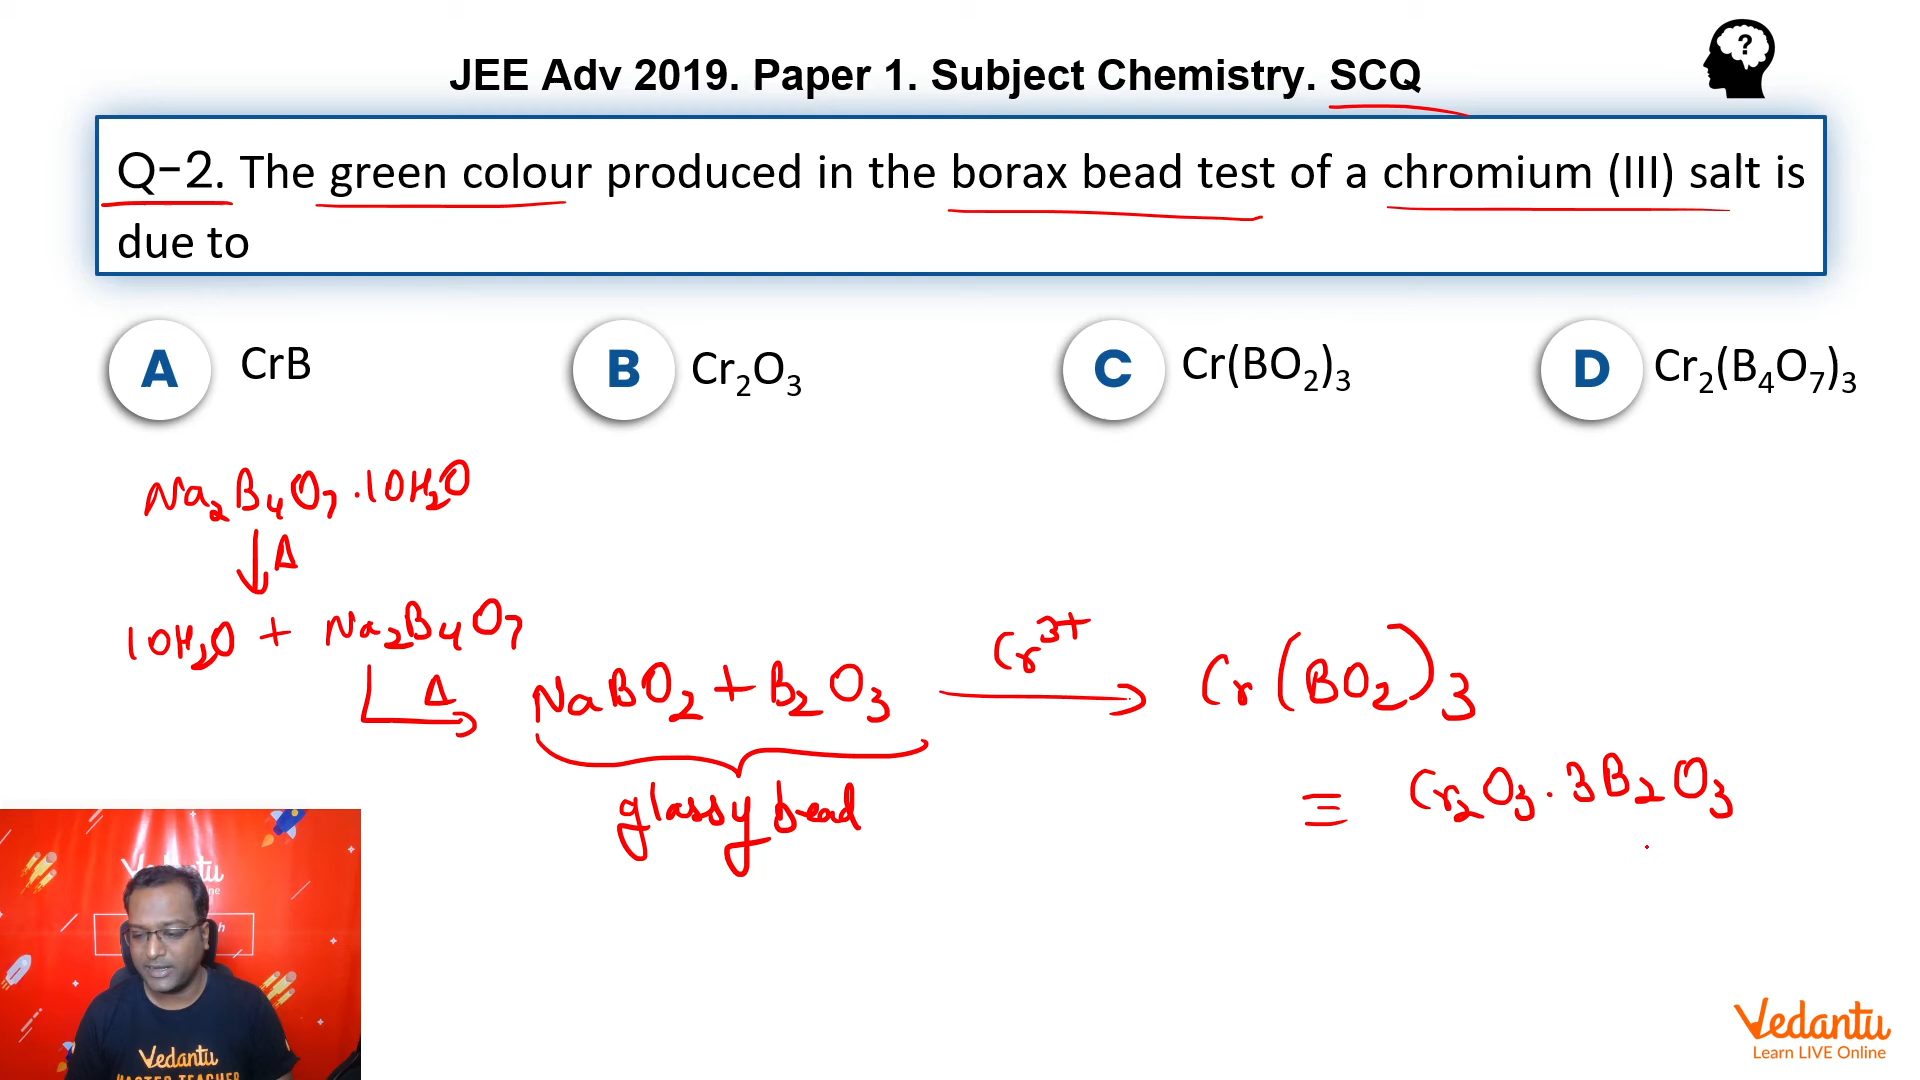 JEE Adv 2019. Paper 1. Subject Chemistry. SCQ
?
Q-2. The green colour produced in the borax bead test of a chromium (III) salt is
due to
A CrB
B Cr₂O₃
C Cr(BO₂)₃
D Cr₂(B₄O₇)₃
Na₂B₄O₇.10H₂O
↓Δ
10H₂O + Na₂B₄O₇
Δ
NaBO₂ + B₂O₃
Cr³⁺
Cr(BO₂)₃
glassy bead
≡ Cr₂O₃.3B₂O₃
Vedantu
Vedantu
Learn LIVE Online